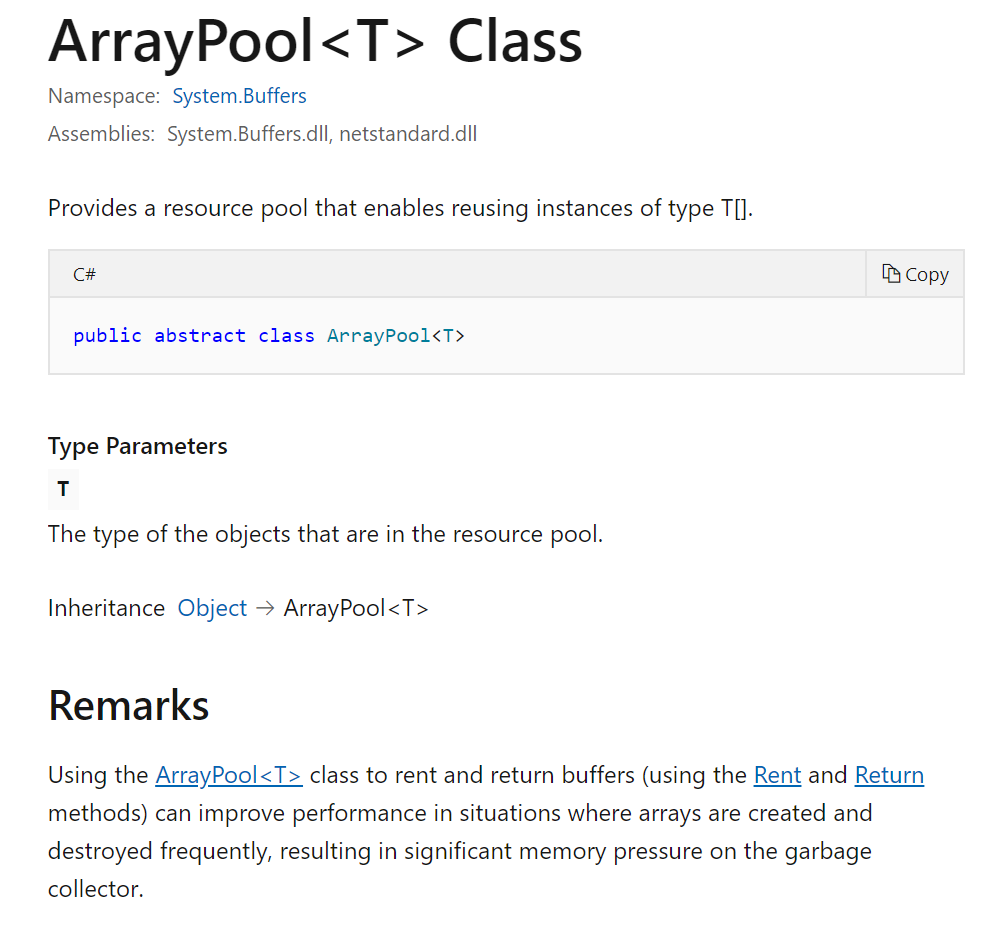 ArrayPool<T> Class
Namespace: System.Buffers
Assemblies: System.Buffers.dll, netstandard.dll
Provides a resource pool that enables reusing instances of type T[].
C# Copy
public abstract class ArrayPool<T>
Type Parameters
T
The type of the objects that are in the resource pool.
Inheritance Object → ArrayPool<T>
Remarks
Using the ArrayPool<T> class to rent and return buffers (using the Rent and Return
methods) can improve performance in situations where arrays are created and
destroyed frequently, resulting in significant memory pressure on the garbage
collector.